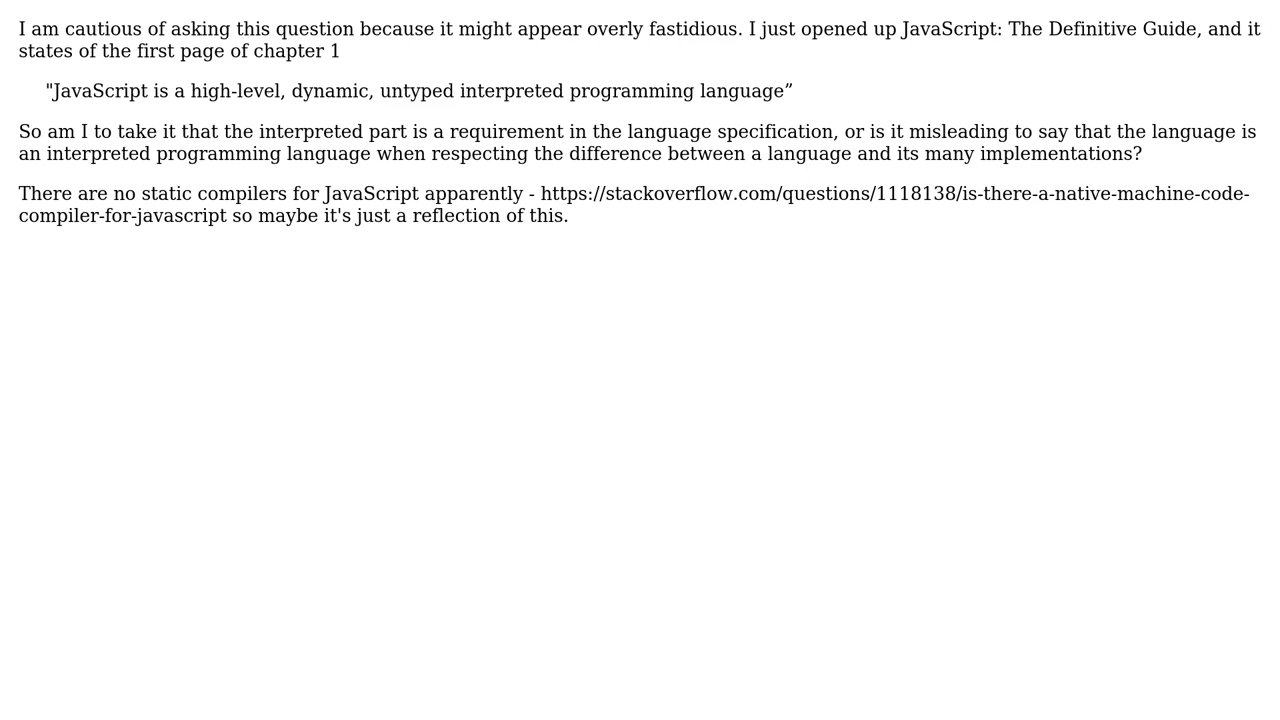 I am cautious of asking this question because it might appear overly fastidious. I just opened up JavaScript: The Definitive Guide, and it
states of the first page of chapter 1
"JavaScript is a high-level, dynamic, untyped interpreted programming language”
So am I to take it that the interpreted part is a requirement in the language specification, or is it misleading to say that the language is
an interpreted programming language when respecting the difference between a language and its many implementations?
There are no static compilers for JavaScript apparently - https://stackoverflow.com/questions/1118138/is-there-a-native-machine-code-
compiler-for-javascript so maybe it's just a reflection of this.